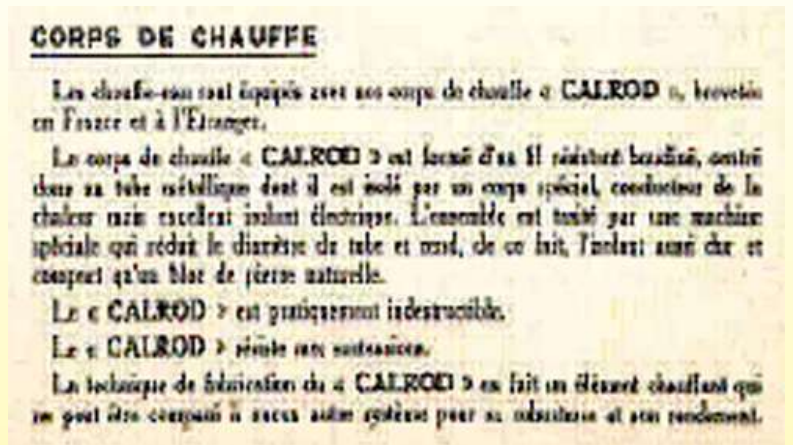 CORPS DE CHAUFFE
Les chauffe-eau sont équipés avec nos corps de chauffe « CALROD », brevetés
en France et à l'Étranger.
Le corps de chauffe « CALROD » est formé d'un fil résistant boudiné, centré
dans un tube métallique dont il est isolé par un corps spécial, conducteur de la
chaleur mais excellent isolant électrique. L'ensemble est traité par une machine
spéciale qui réduit le diamètre du tube et rend, de ce fait, l'isolant aussi dur et
compact qu'un bloc de pierre naturelle.
Le « CALROD » est pratiquement indestructible.
Le « CALROD » résiste aux
La technique de fabrication du « CALROD » en fait un élément chauffant qui
ne peut être comparé à aucun autre système pour sa robustesse et son rendement.